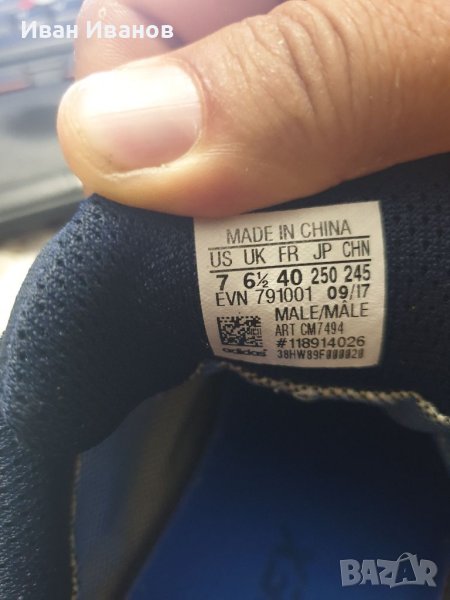 Иван Иванов
MADE IN CHINA
US UK FR JP CHN
7 6½ 40 250 245
EVN 791001 09/17
MALE/MÂLE
ART CM7494
#118914026
adidas
BAZAR